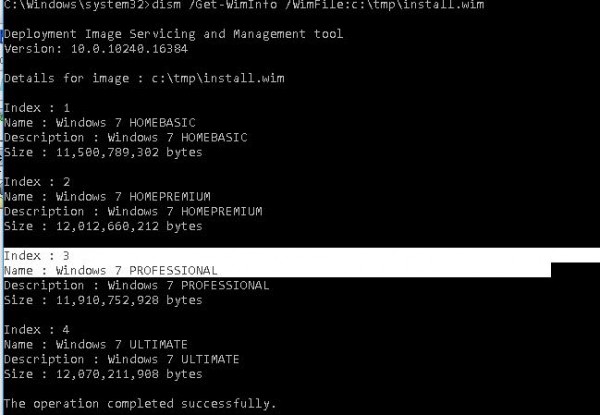 C:\Windows\system32>dism /Get-WimInfo /WimFile:c:\tmp\install.wim
Deployment Image Servicing and Management tool
Version: 10.0.10240.16384
Details for image : c:\tmp\install.wim
Index : 1
Name : Windows 7 HOMEBASIC
Description : Windows 7 HOMEBASIC
Size : 11,500,789,302 bytes
Index : 2
Name : Windows 7 HOMEPREMIUM
Description : Windows 7 HOMEPREMIUM
Size : 12,012,660,212 bytes
Index : 3
Name : Windows 7 PROFESSIONAL
Description : Windows 7 PROFESSIONAL
Size : 11,910,752,928 bytes
Index : 4
Name : Windows 7 ULTIMATE
Description : Windows 7 ULTIMATE
Size : 12,070,211,908 bytes
The operation completed successfully.